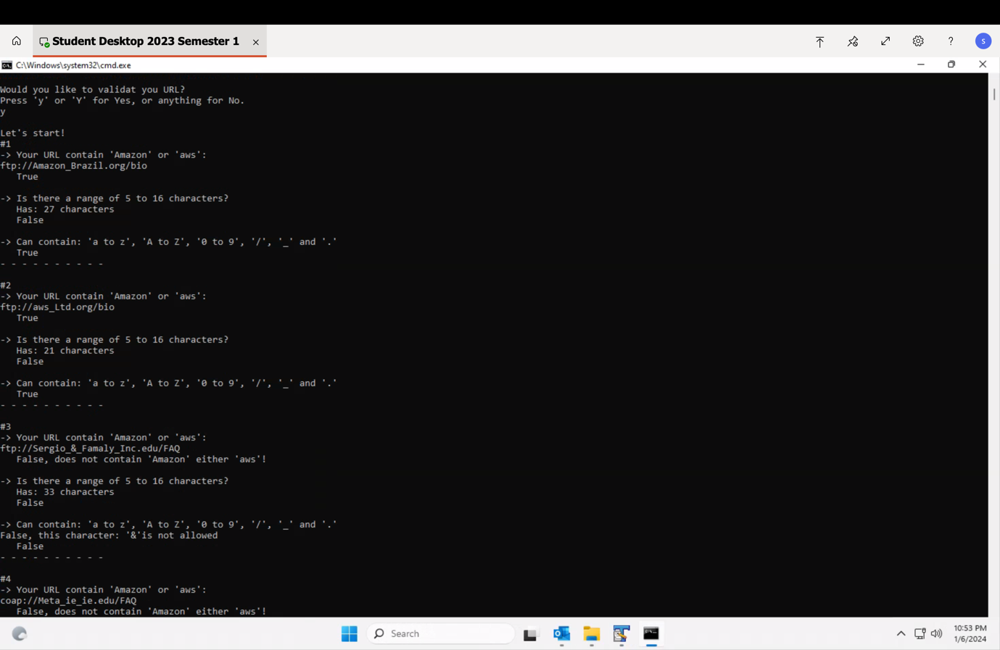 Student Desktop 2023 Semester 1
?
S
C:\Windows\system32\cmd.exe
Would you like to validat you URL?
Press 'y' or 'Y' for Yes, or anything for No.
y
Let's start!
#1
-> Your URL contain 'Amazon' or 'aws':
ftp://Amazon_Brazil.org/bio
True
-> Is there a range of 5 to 16 characters?
Has: 27 characters
False
-> Can contain: 'a to z', 'A to Z', '0 to 9', '/', '_' and '.'
True
- - - - - - - - - -
#2
-> Your URL contain 'Amazon' or 'aws':
ftp://aws_Ltd.org/bio
True
-> Is there a range of 5 to 16 characters?
Has: 21 characters
False
-> Can contain: 'a to z', 'A to Z', '0 to 9', '/', '_' and '.'
True
- - - - - - - - - -
#3
-> Your URL contain 'Amazon' or 'aws':
ftp://Sergio_&_Famaly_Inc.edu/FAQ
False, does not contain 'Amazon' either 'aws'!
-> Is there a range of 5 to 16 characters?
Has: 33 characters
False
-> Can contain: 'a to z', 'A to Z', '0 to 9', '/', '_' and '.'
False, this character: '&'is not allowed
False
- - - - - - - - - -
#4
-> Your URL contain 'Amazon' or 'aws':
coap://Meta_ie_ie.edu/FAQ
False, does not contain 'Amazon' either 'aws'!
Search
10:53 PM
1/6/2024